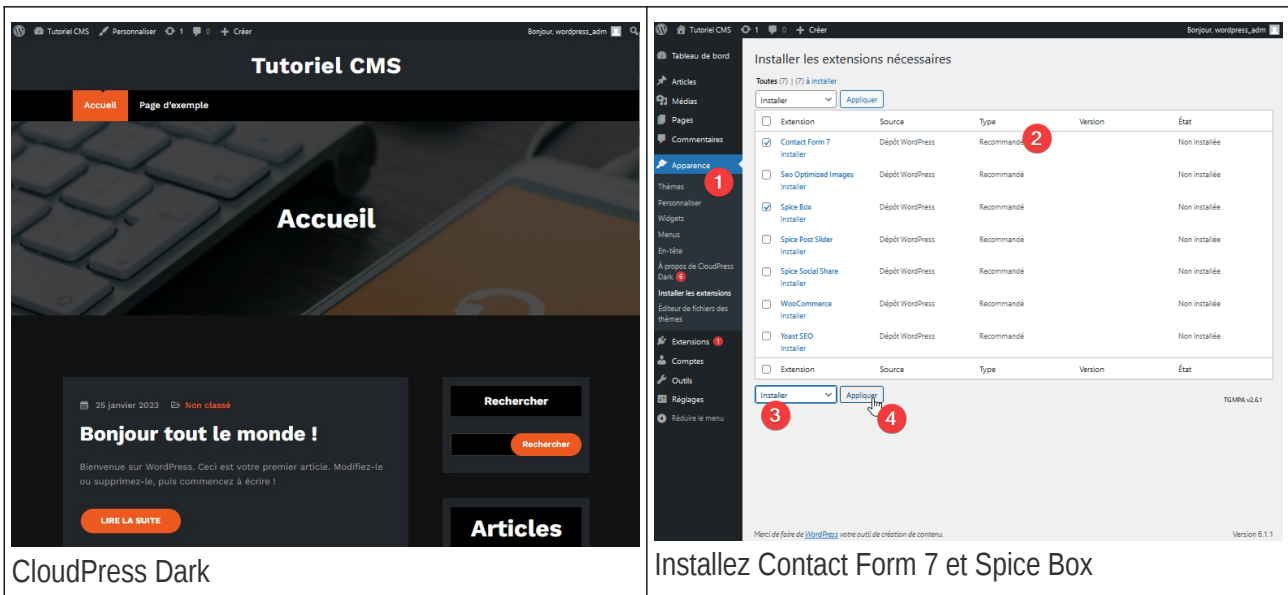 Tutoriel CMS Personnaliser 1 0 + Créer Bonjour, wordpress_adm
Tutoriel CMS
Accueil Page d'exemple
Accueil
25 janvier 2023 Non classé
Bonjour tout le monde !
Bienvenue sur WordPress. Ceci est votre premier article. Modifiez-le
ou supprimez-le, puis commencez à écrire !
LIRE LA SUITE
Rechercher
Rechercher
Articles
CloudPress Dark
Tutoriel CMS 1 0 + Créer Bonjour, wordpress_adm
Tableau de bord
Articles
Médias
Pages
Commentaires
Apparence
1
Thèmes
Personnaliser
Widgets
Menus
En-tête
À propos de CloudPress
Dark 6
Installer les extensions
Éditeur de fichiers des
thèmes
Extensions 1
Comptes
Outils
Réglages
Réduire le menu
Installer les extensions nécessaires
Toutes (7) | (7) à installer
Installer Appliquer
Extension Source Type Version État
Contact Form 7 Dépôt WordPress Recommandé 2 Non installée
Installer
Seo Optimized Images Dépôt WordPress Recommandé Non installée
Installer
Spice Box Dépôt WordPress Recommandé Non installée
Installer
Spice Post Slider Dépôt WordPress Recommandé Non installée
Installer
Spice Social Share Dépôt WordPress Recommandé Non installée
Installer
WooCommerce Dépôt WordPress Recommandé Non installée
Installer
Yoast SEO Dépôt WordPress Recommandé Non installée
Installer
Extension Source Type Version État
Installer Appliquer
TGMPA v2.6.1
3 4
Merci de faire de WordPress votre outil de création de contenu. Version 6.1.1
Installez Contact Form 7 et Spice Box